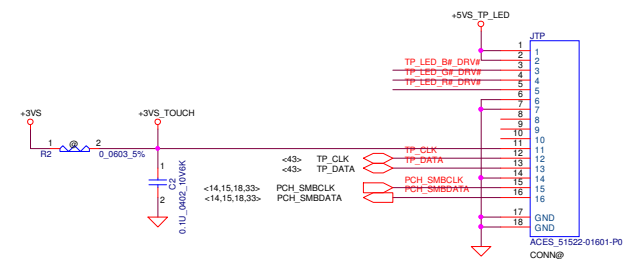 +5VS_TP_LED
JTP
1 1
2 2
TP_LED_B#_DRV# 3 3
TP_LED_G#_DRV# 4 4
TP_LED_R#_DRV# 5 5
6 6
7 7
8 8
9 9
10 10
11 11
+3VS
+3VS_TOUCH
1 @ 2
R2 0_0603_5%
<43> TP_CLK TP_CLK 12 12
<43> TP_DATA TP_DATA 13 13
14 14
<14,15,18,33> PCH_SMBCLK PCH_SMBCLK 15 15
<14,15,18,33> PCH_SMBDATA PCH_SMBDATA 16 16
1
C2
2
0.1U_0402_10V6K
17 GND
18 GND
ACES_51522-01601-P0
CONN@